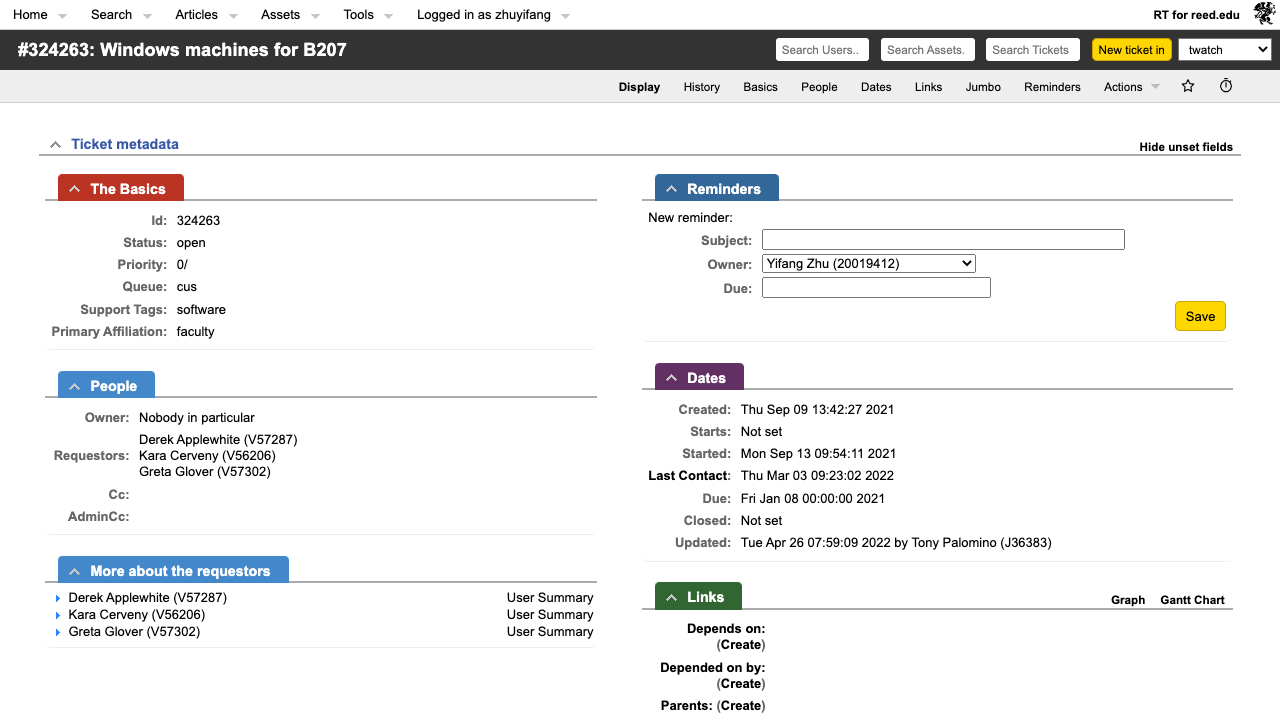 Home Search Articles Assets Tools Logged in as zhuyifang RT for reed.edu
#324263: Windows machines for B207 Search Users.. Search Assets. Search Tickets New ticket in twatch
Display History Basics People Dates Links Jumbo Reminders Actions
Ticket metadata Hide unset fields
The Basics
Id: 324263
Status: open
Priority: 0/
Queue: cus
Support Tags: software
Primary Affiliation: faculty
People
Owner: Nobody in particular
Requestors: Derek Applewhite (V57287)
Kara Cerveny (V56206)
Greta Glover (V57302)
Cc:
AdminCc:
More about the requestors
Derek Applewhite (V57287) User Summary
Kara Cerveny (V56206) User Summary
Greta Glover (V57302) User Summary
Reminders
New reminder:
Subject:
Owner: Yifang Zhu (20019412)
Due:
Save
Dates
Created: Thu Sep 09 13:42:27 2021
Starts: Not set
Started: Mon Sep 13 09:54:11 2021
Last Contact: Thu Mar 03 09:23:02 2022
Due: Fri Jan 08 00:00:00 2021
Closed: Not set
Updated: Tue Apr 26 07:59:09 2022 by Tony Palomino (J36383)
Links Graph Gantt Chart
Depends on:
(Create)
Depended on by:
(Create)
Parents: (Create)